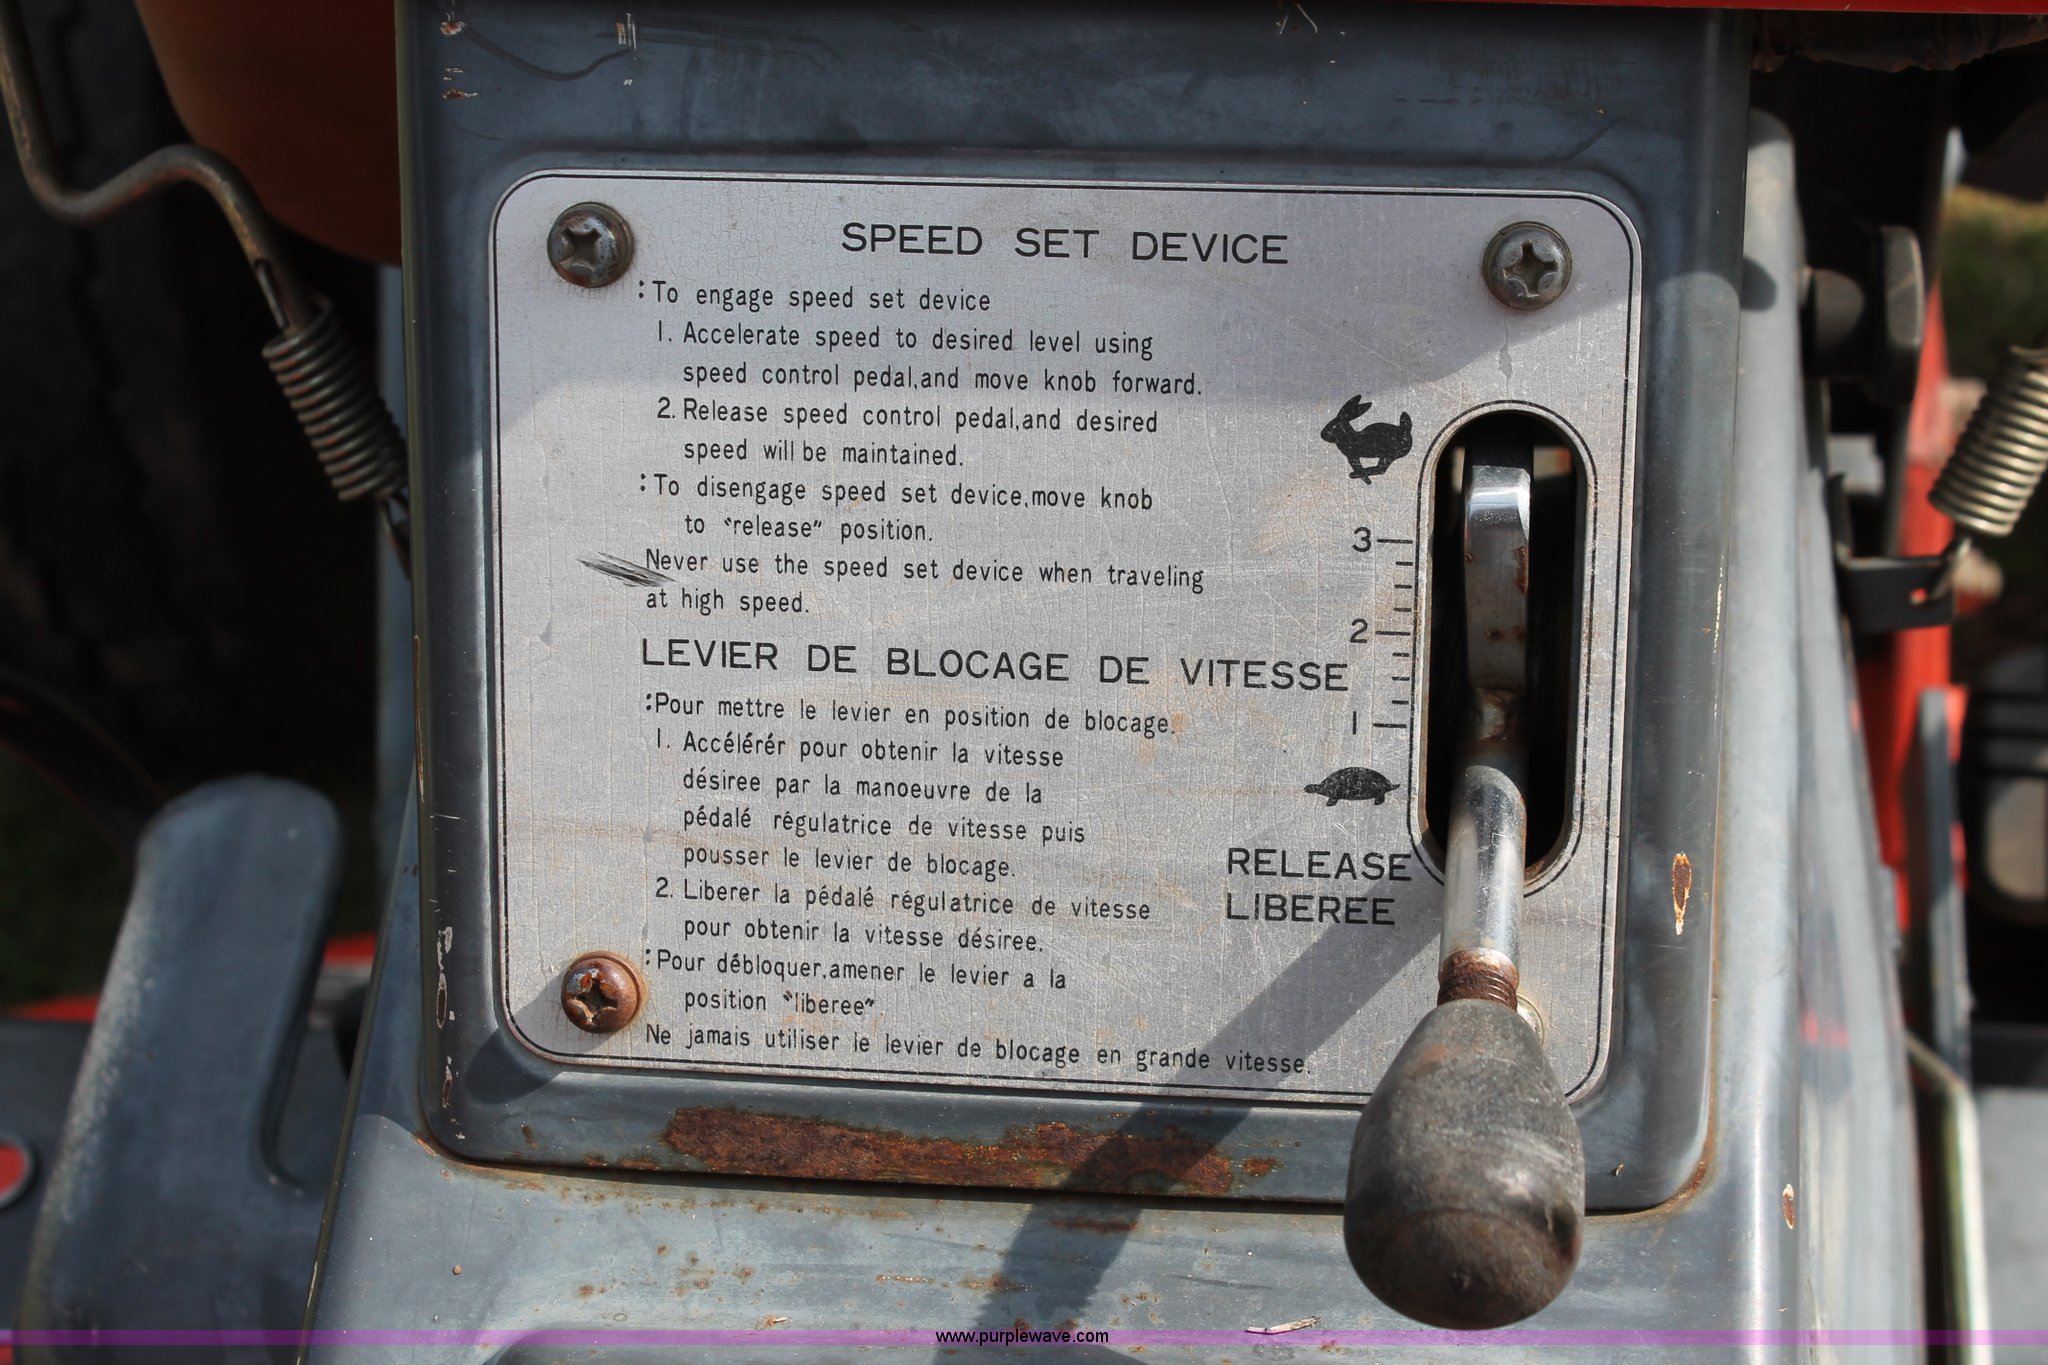 SPEED SET DEVICE
:To engage speed set device
1. Accelerate speed to desired level using
speed control pedal,and move knob forward.
2. Release speed control pedal,and desired
speed will be maintained.
:To disengage speed set device,move knob
to "release" position.
Never use the speed set device when traveling
at high speed.
3
2
1
LEVIER DE BLOCAGE DE VITESSE
:Pour mettre le levier en position de blocage.
1. Accélérér pour obtenir la vitesse
désiree par la manoeuvre de la
pédalé régulatrice de vitesse puis
pousser le levier de blocage.
2. Liberer la pédalé régulatrice de vitesse
pour obtenir la vitesse désiree.
:Pour débloquer,amener le levier a la
position "liberee".
Ne jamais utiliser le levier de blocage en grande vitesse.
RELEASE
LIBEREE
www.purplewave.com